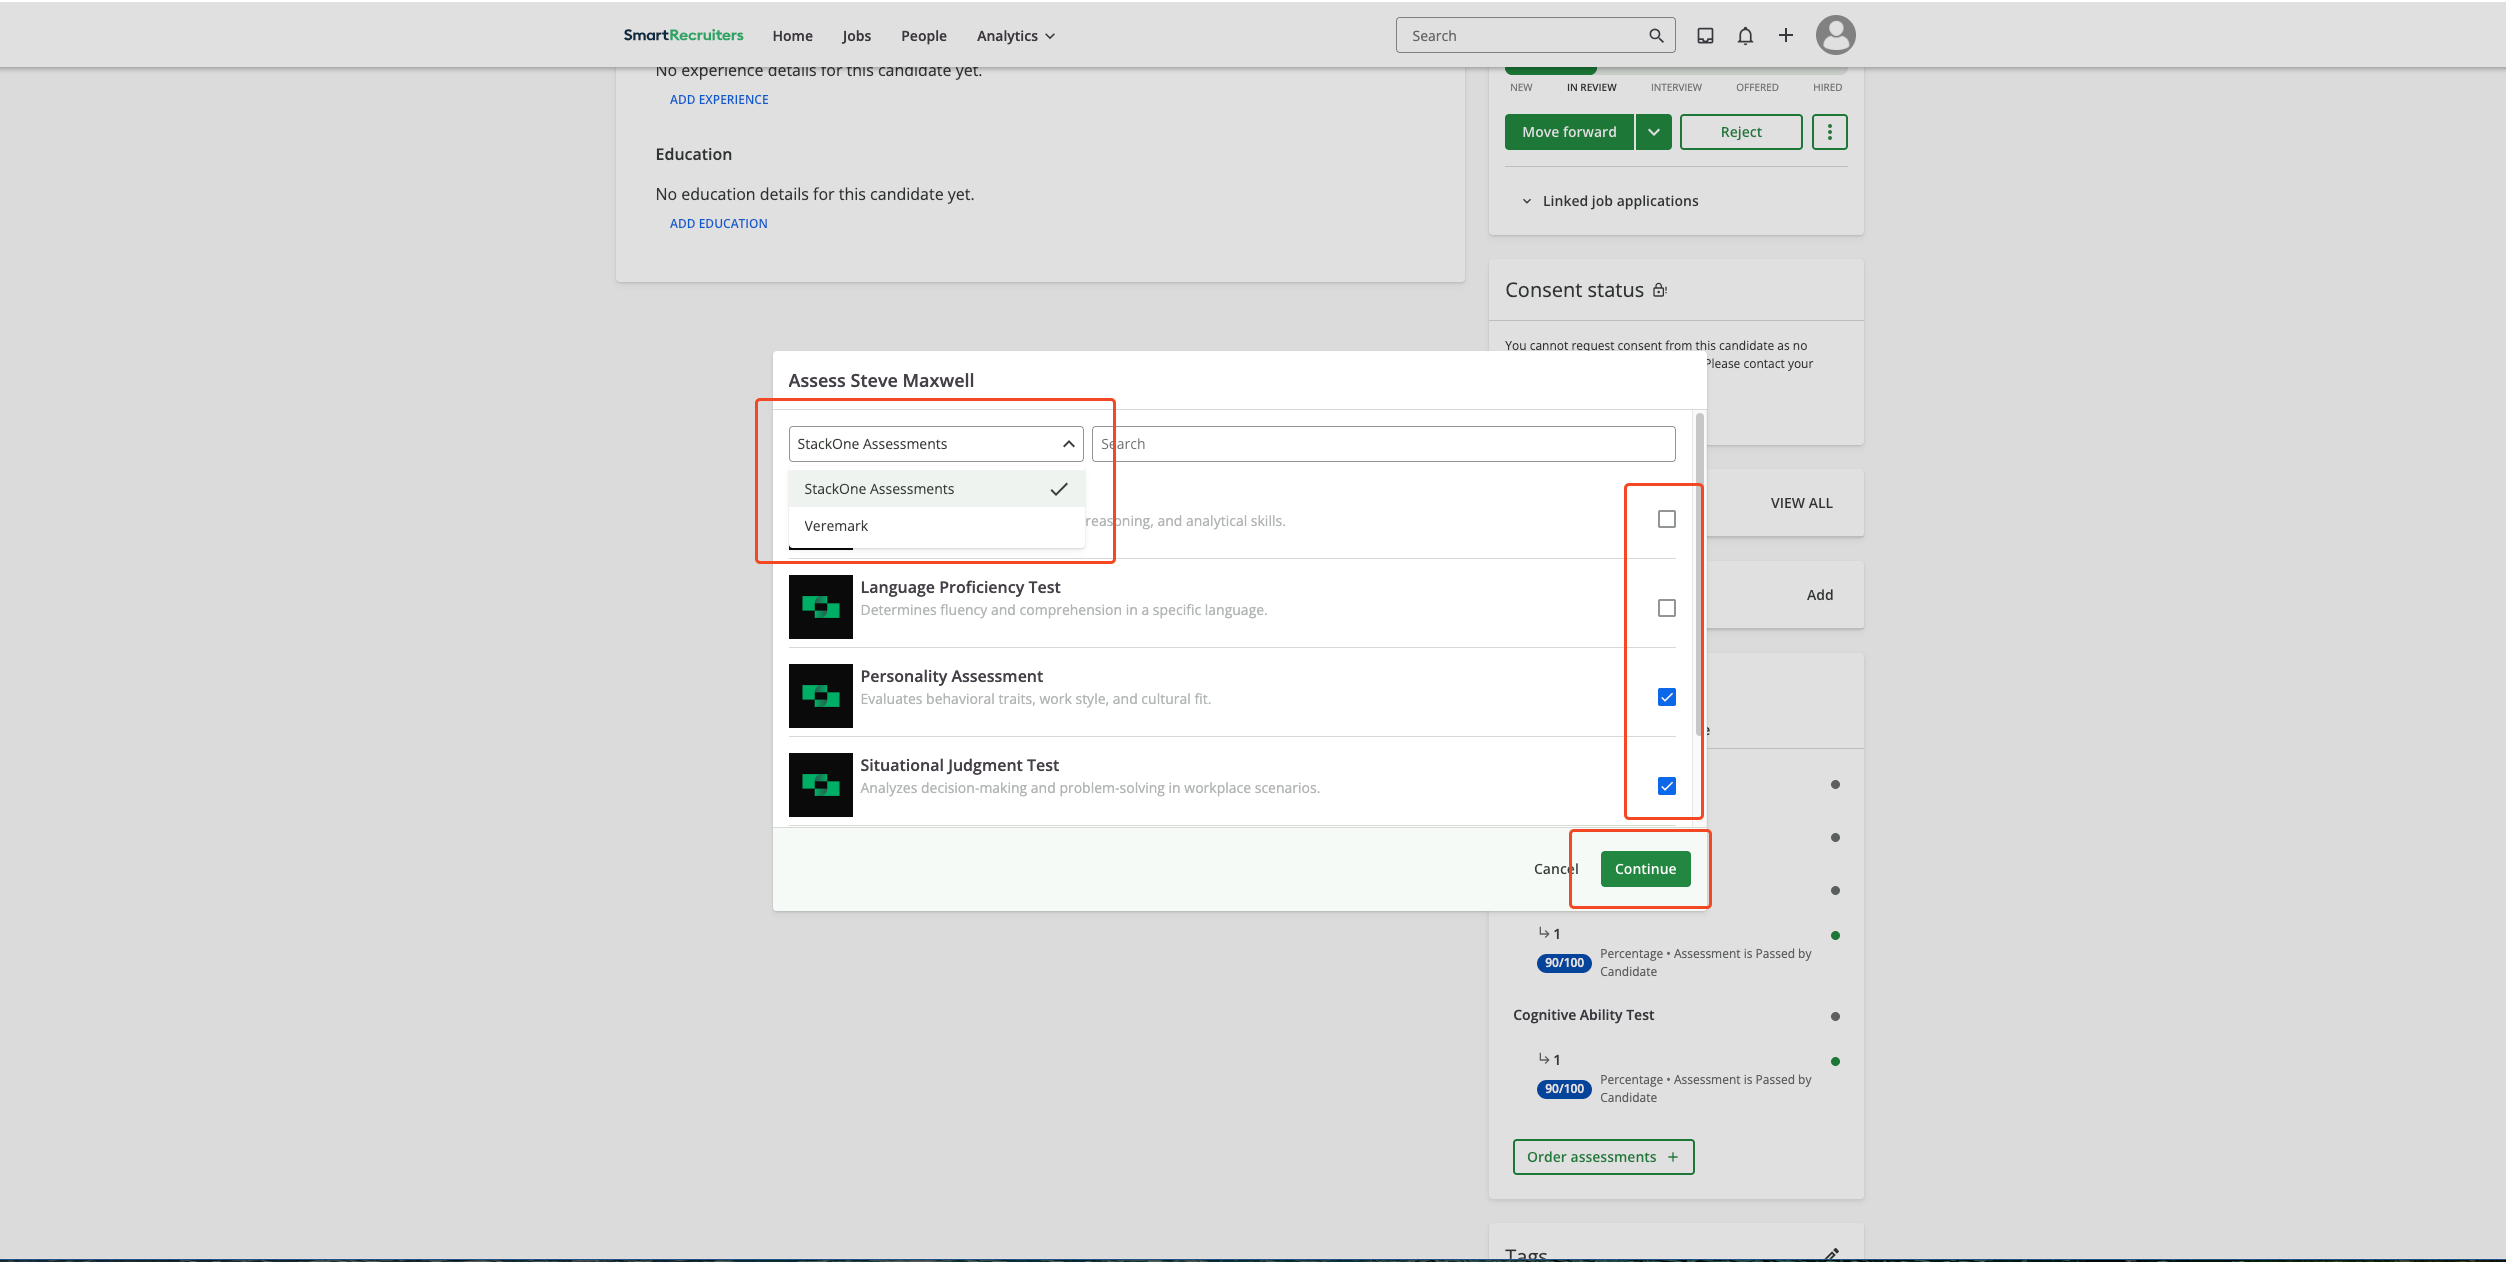 SmartRecruiters Home Jobs People Analytics Search
No experience details for this candidate yet.
ADD EXPERIENCE
Education
No education details for this candidate yet.
ADD EDUCATION
NEW IN REVIEW INTERVIEW OFFERED HIRED
Move forward Reject
Linked job applications
Consent status
You cannot request consent from this candidate as no
Please contact your
VIEW ALL
Add
Assess Steve Maxwell
StackOne Assessments Search
StackOne Assessments
Veremark
reasoning, and analytical skills.
Language Proficiency Test
Determines fluency and comprehension in a specific language.
Personality Assessment
Evaluates behavioral traits, work style, and cultural fit.
Situational Judgment Test
Analyzes decision-making and problem-solving in workplace scenarios.
Cancel Continue
1
90/100 Percentage • Assessment is Passed by
Candidate
Cognitive Ability Test
1
90/100 Percentage • Assessment is Passed by
Candidate
Order assessments +
Tags